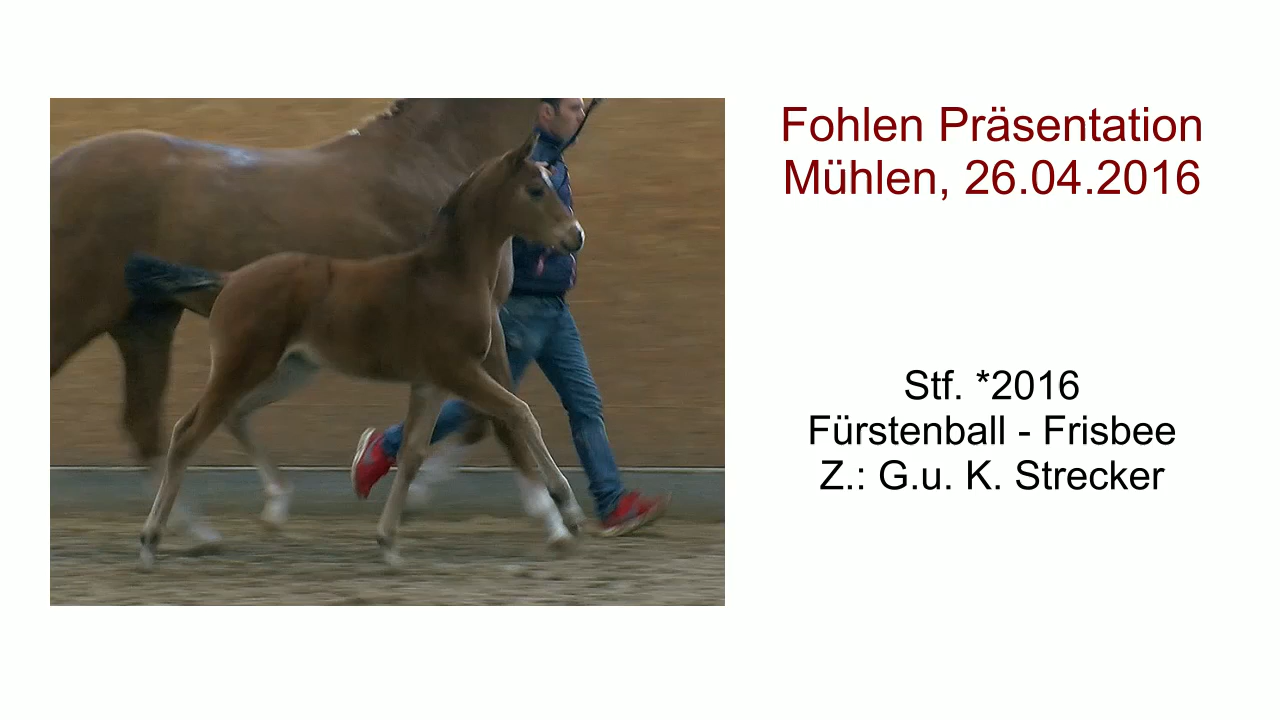 Fohlen Präsentation
Mühlen, 26.04.2016
Stf. *2016
Fürstenball - Frisbee
Z.: G.u. K. Strecker